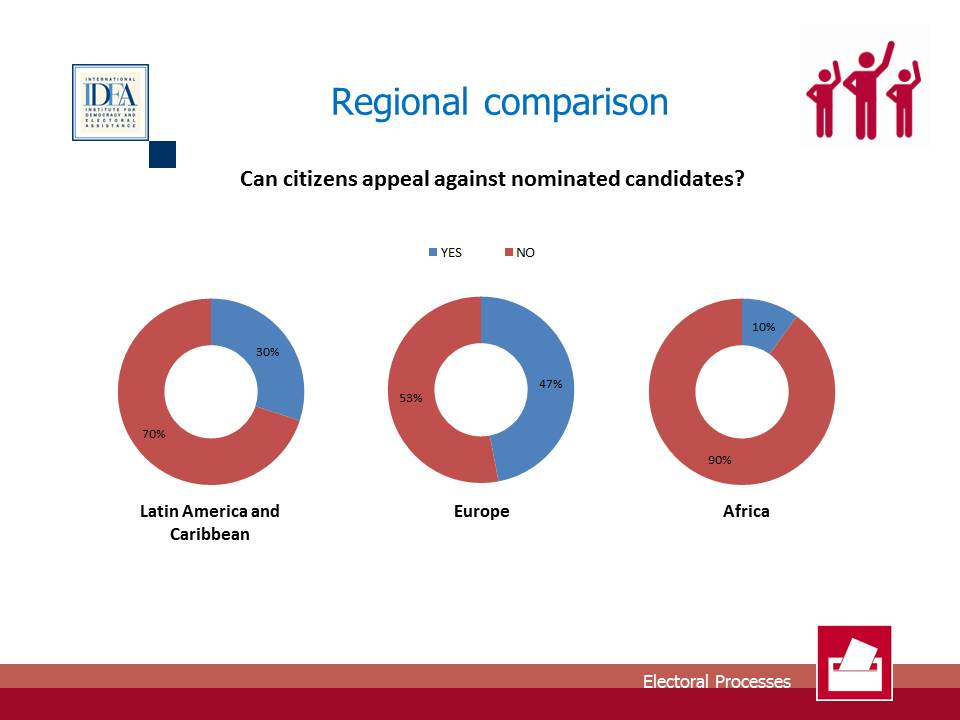 INTERNATIONAL
IDEA
INSTITUTE FOR
DEMOCRACY AND
ELECTORAL
ASSISTANCE
Regional comparison
Can citizens appeal against nominated candidates?
YES NO
30%
70%
47%
53%
10%
90%
Latin America and
Caribbean
Europe
Africa
Electoral Processes